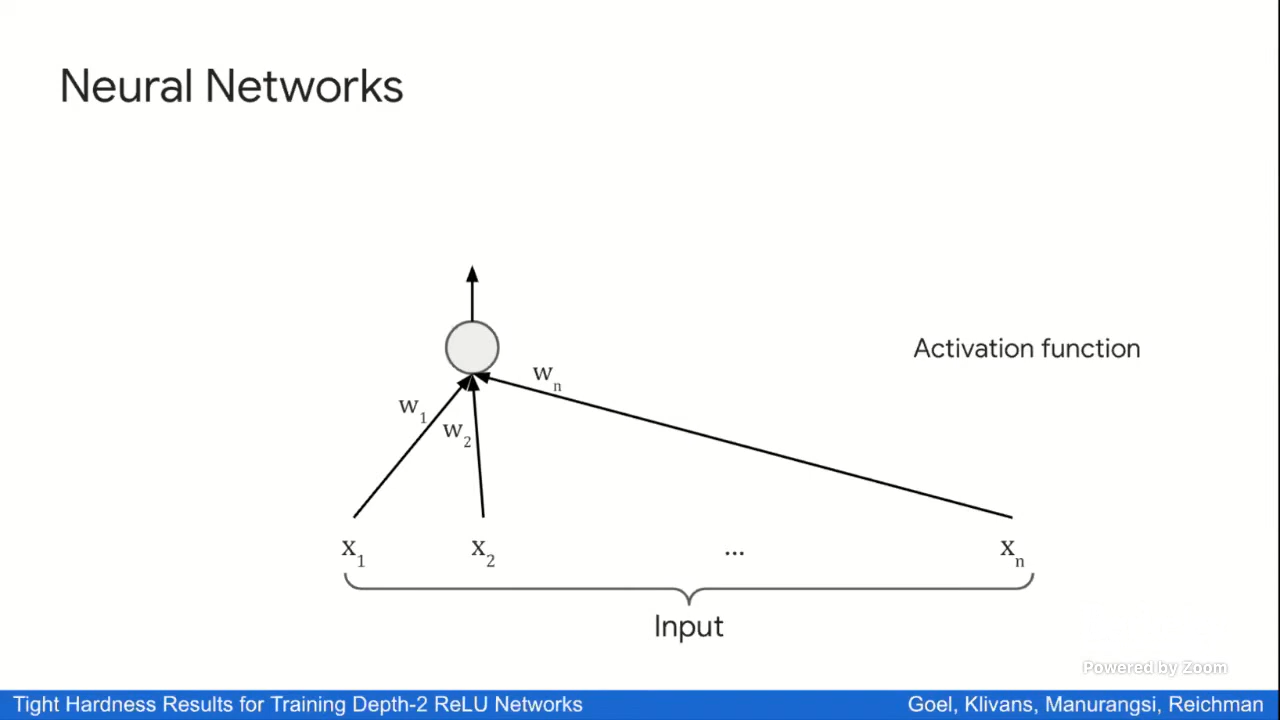 Neural Networks
Activation function
wₙ
w₁
w₂
x₁ x₂ ... xₙ
Input
Powered by Zoom
Tight Hardness Results for Training Depth-2 ReLU Networks
Goel, Klivans, Manurangsi, Reichman